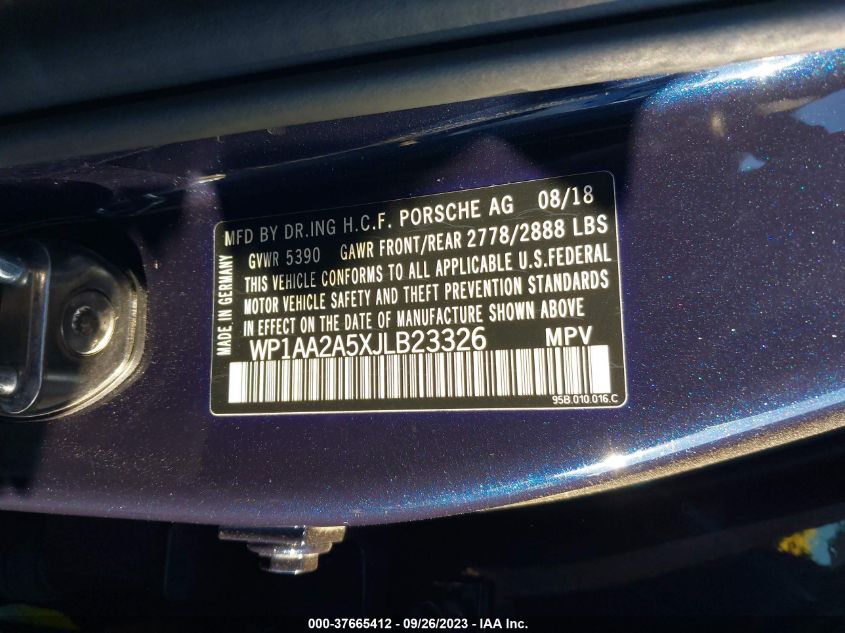 MFD BY DR.ING H.C.F. PORSCHE AG 08/18
GVWR 5390 GAWR FRONT/REAR 2778/2888 LBS
THIS VEHICLE CONFORMS TO ALL APPLICABLE U.S.FEDERAL
MOTOR VEHICLE SAFETY AND THEFT PREVENTION STANDARDS
IN EFFECT ON THE DATE OF MANUFACTURE SHOWN ABOVE
WP1AA2A5XJLB23326 MPV
MADE IN GERMANY
95B.010.016.C
000-37665412 - 09/26/2023 - IAA Inc.